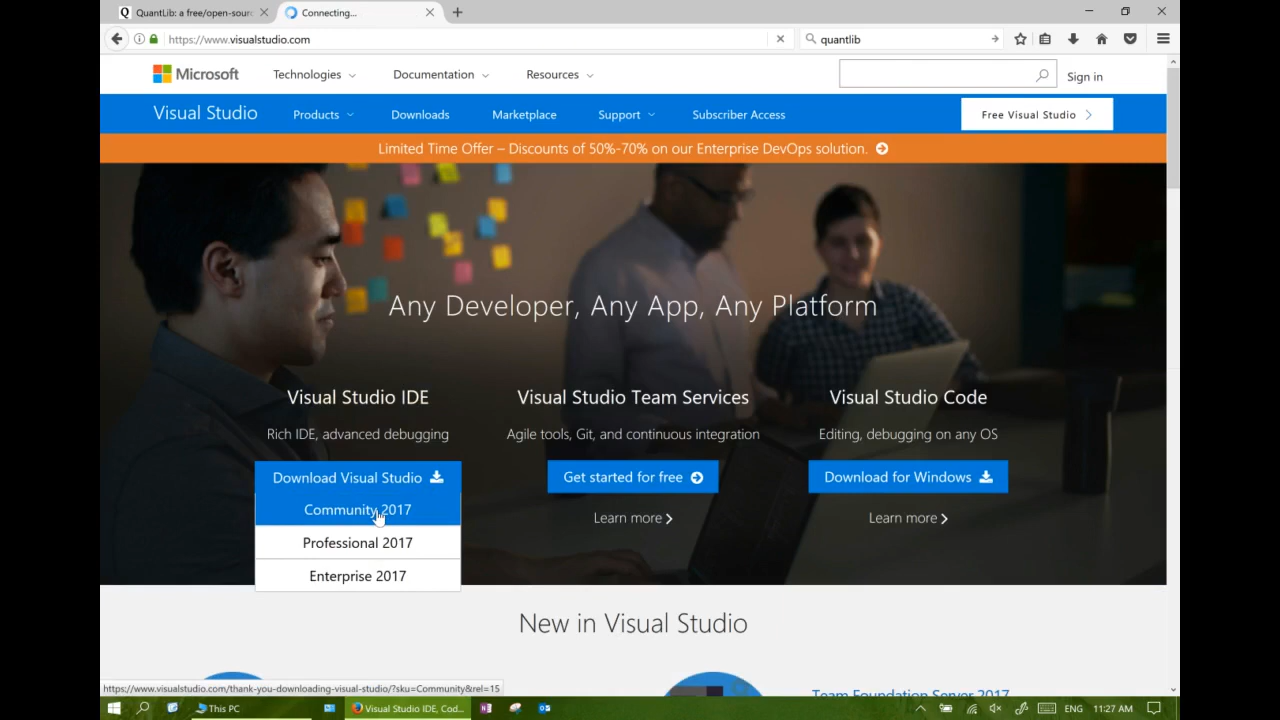 QuantLib: a free/open-sour
Connecting...
https://www.visualstudio.com
quantlib
Microsoft
Technologies
Documentation
Resources
Sign in
Visual Studio
Products
Downloads
Marketplace
Support
Subscriber Access
Free Visual Studio
Limited Time Offer – Discounts of 50%-70% on our Enterprise DevOps solution.
Any Developer, Any App, Any Platform
Visual Studio IDE
Visual Studio Team Services
Visual Studio Code
Rich IDE, advanced debugging
Agile tools, Git, and continuous integration
Editing, debugging on any OS
Download Visual Studio
Get started for free
Download for Windows
Community 2017
Learn more
Learn more
Professional 2017
Enterprise 2017
New in Visual Studio
https://www.visualstudio.com/thank-you-downloading-visual-studio/?sku=Community&rel=15
Team Foundation Server 2017
This PC
Visual Studio IDE, Cod...
ENG
11:27 AM